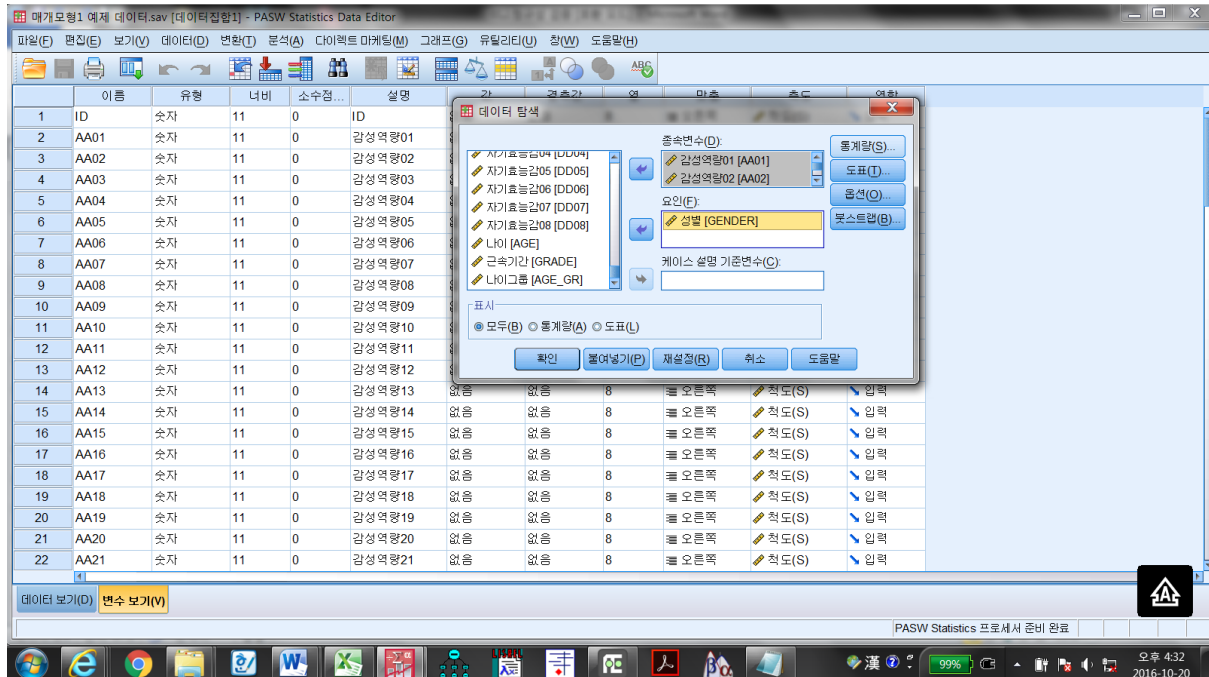 매개모형1 예제 데이터.sav [데이터집합1] - PASW Statistics Data Editor
파일(F) 편집(E) 보기(V) 데이터(D) 변환(T) 분석(A) 다이렉트 마케팅(M) 그래프(G) 유틸리티(U) 창(W) 도움말(H)
이름 유형 너비 소수점... 설명
1 ID 숫자 11 0 ID
2 AA01 숫자 11 0 감성역량01
3 AA02 숫자 11 0 감성역량02
4 AA03 숫자 11 0 감성역량03
5 AA04 숫자 11 0 감성역량04
6 AA05 숫자 11 0 감성역량05
7 AA06 숫자 11 0 감성역량06
8 AA07 숫자 11 0 감성역량07
9 AA08 숫자 11 0 감성역량08
10 AA09 숫자 11 0 감성역량09
11 AA10 숫자 11 0 감성역량10
12 AA11 숫자 11 0 감성역량11
13 AA12 숫자 11 0 감성역량12
14 AA13 숫자 11 0 감성역량13 없음 없음 8 오른쪽 척도(S) 입력
15 AA14 숫자 11 0 감성역량14 없음 없음 8 오른쪽 척도(S) 입력
16 AA15 숫자 11 0 감성역량15 없음 없음 8 오른쪽 척도(S) 입력
17 AA16 숫자 11 0 감성역량16 없음 없음 8 오른쪽 척도(S) 입력
18 AA17 숫자 11 0 감성역량17 없음 없음 8 오른쪽 척도(S) 입력
19 AA18 숫자 11 0 감성역량18 없음 없음 8 오른쪽 척도(S) 입력
20 AA19 숫자 11 0 감성역량19 없음 없음 8 오른쪽 척도(S) 입력
21 AA20 숫자 11 0 감성역량20 없음 없음 8 오른쪽 척도(S) 입력
22 AA21 숫자 11 0 감성역량21 없음 없음 8 오른쪽 척도(S) 입력
데이터 탐색
자기효능감04 [DD04]
자기효능감05 [DD05]
자기효능감06 [DD06]
자기효능감07 [DD07]
자기효능감08 [DD08]
나이 [AGE]
근속기간 [GRADE]
나이그룹 [AGE_GR]
종속변수(D):
감성역량01 [AA01]
감성역량02 [AA02]
요인(F):
성별 [GENDER]
케이스 설명 기준변수(C):
통계량(S)...
도표(T)...
옵션(O)...
붓스트랩(B)...
표시
모두(B) 통계량(A) 도표(L)
확인 붙여넣기(P) 재설정(R) 취소 도움말
데이터 보기(D) 변수 보기(V)
PASW Statistics 프로세서 준비 완료
漢
99%
오후 4:32
2016-10-20